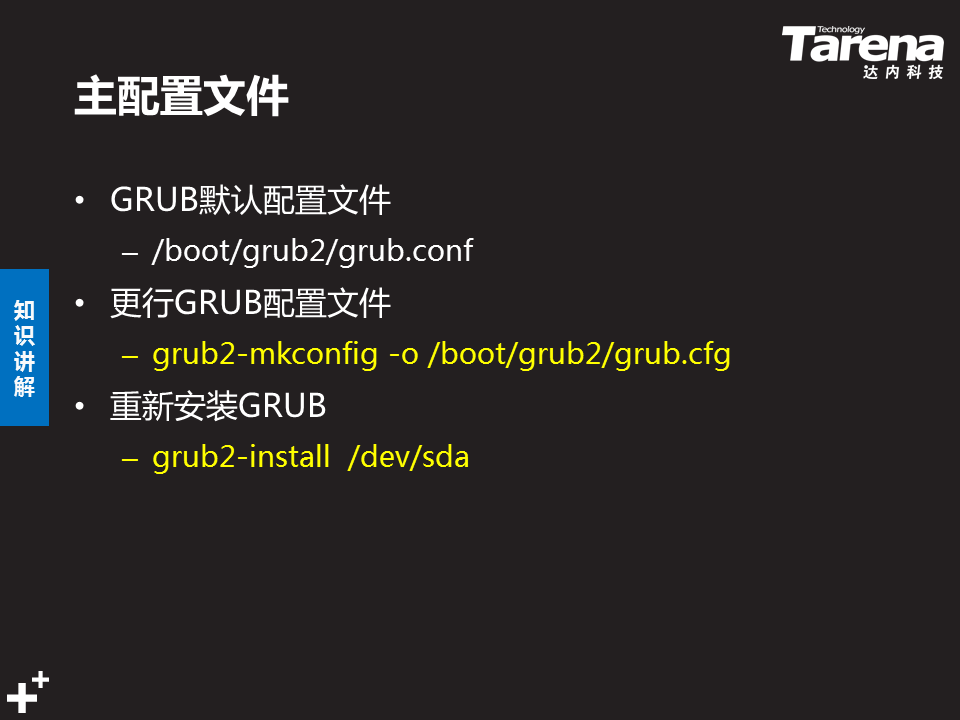 Technology
Tarena
达内科技
主配置文件
• GRUB默认配置文件
– /boot/grub2/grub.conf
• 更行GRUB配置文件
– grub2-mkconfig -o /boot/grub2/grub.cfg
• 重新安装GRUB
– grub2-install /dev/sda
知
识
讲
解